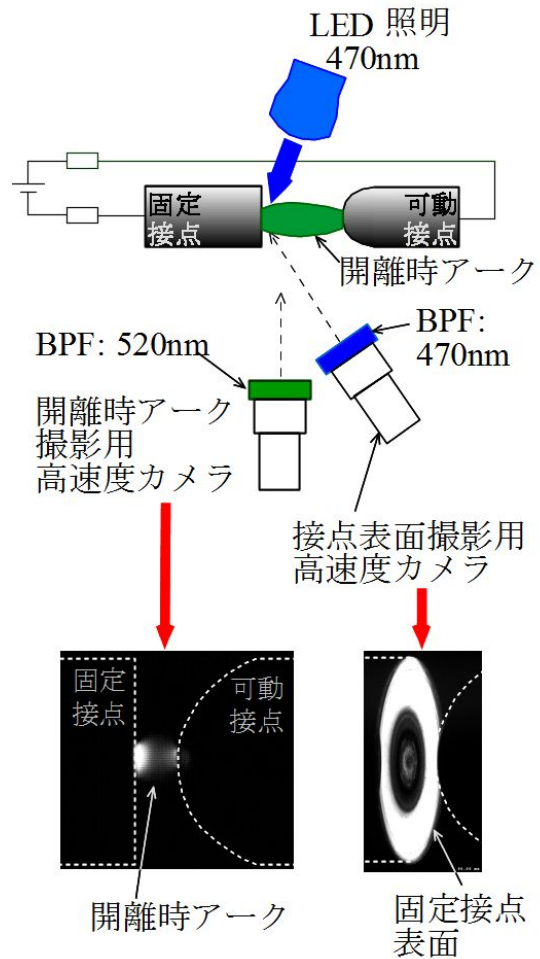 LED 照明
470nm
固定
接点
可動
接点
開離時アーク
BPF:
470nm
BPF: 520nm
開離時アーク
撮影用
高速度カメラ
接点表面撮影用
高速度カメラ
固定
接点
可動
接点
開離時アーク
固定接点
表面